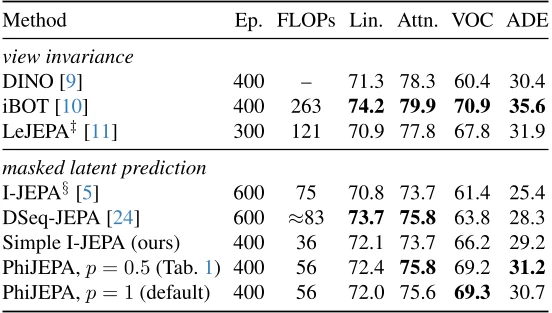 Method Ep. FLOPs Lin. Attn. VOC ADE
view invariance
DINO [9] 400 – 71.3 78.3 60.4 30.4
iBOT [10] 400 263 74.2 79.9 70.9 35.6
LeJEPA‡ [11] 300 121 70.9 77.8 67.8 31.9
masked latent prediction
I-JEPA§ [5] 600 75 70.8 73.7 61.4 25.4
DSeq-JEPA [24] 600 ≈83 73.7 75.8 63.8 28.3
Simple I-JEPA (ours) 400 36 72.1 73.7 66.2 29.2
PhiJEPA, p = 0.5 (Tab. 1) 400 56 72.4 75.8 69.2 31.2
PhiJEPA, p = 1 (default) 400 56 72.0 75.6 69.3 30.7